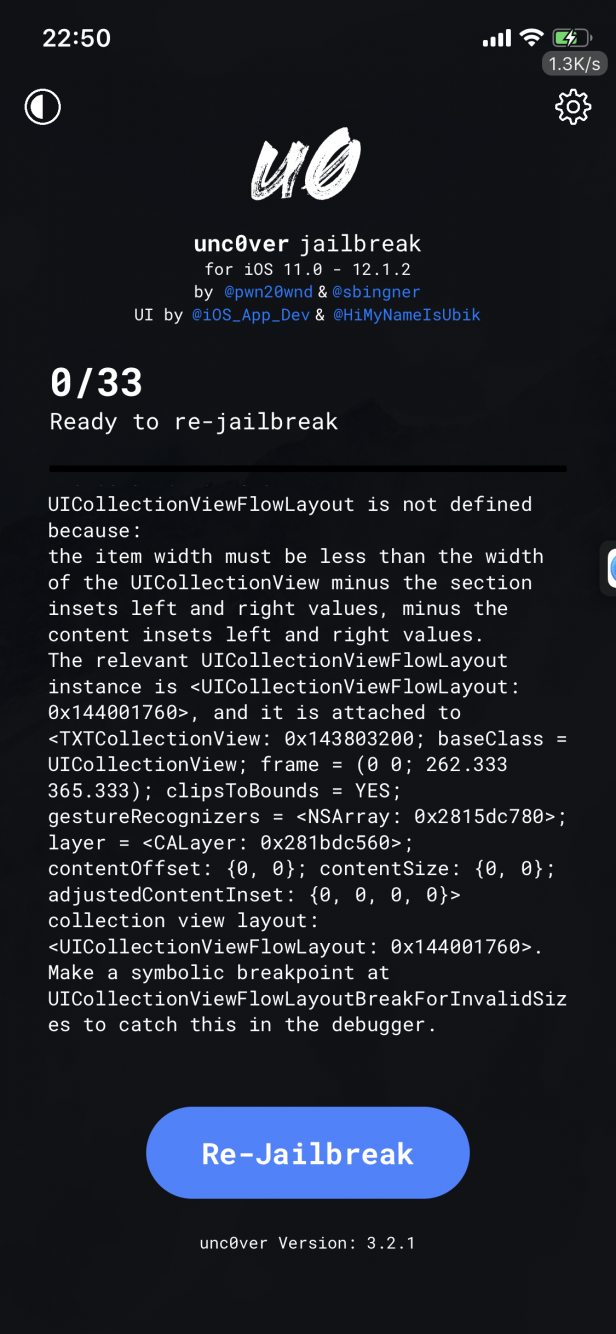 22:50
1.3K/s
u0
unc0ver jailbreak
for iOS 11.0 - 12.1.2
by @pwn20wnd & @sbingner
UI by @iOS_App_Dev & @HiMyNameIsUbik
0/33
Ready to re-jailbreak
UICollectionViewFlowLayout is not defined
because:
the item width must be less than the width
of the UICollectionView minus the section
insets left and right values, minus the
content insets left and right values.
The relevant UICollectionViewFlowLayout
instance is <UICollectionViewFlowLayout:
0x144001760>, and it is attached to
<TXTCollectionView: 0x143803200; baseClass =
UICollectionView; frame = (0 0; 262.333
365.333); clipsToBounds = YES;
gestureRecognizers = <NSArray: 0x2815dc780>;
layer = <CALayer: 0x281bdc560>;
contentOffset: {0, 0}; contentSize: {0, 0};
adjustedContentInset: {0, 0, 0, 0}>
collection view layout:
<UICollectionViewFlowLayout: 0x144001760>.
Make a symbolic breakpoint at
UICollectionViewFlowLayoutBreakForInvalidSiz
es to catch this in the debugger.
Re-Jailbreak
unc0ver Version: 3.2.1